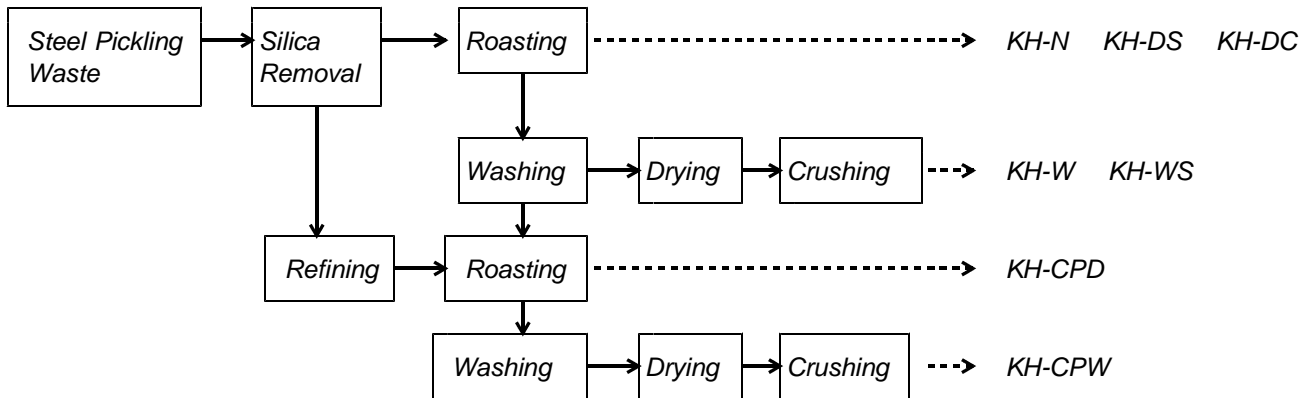 Steel Pickling
Waste
Silica
Removal
Roasting
KH-N KH-DS KH-DC
Washing
Drying
Crushing
KH-W KH-WS
Refining
Roasting
KH-CPD
Washing
Drying
Crushing
KH-CPW